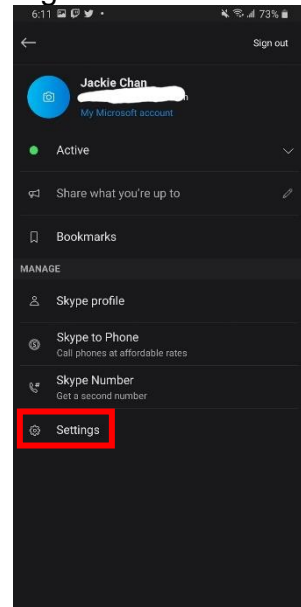 6:11
73%
Sign out
Jackie Chan
My Microsoft account
Active
Share what you're up to
Bookmarks
MANAGE
Skype profile
Skype to Phone
Call phones at affordable rates
Skype Number
Get a second number
Settings